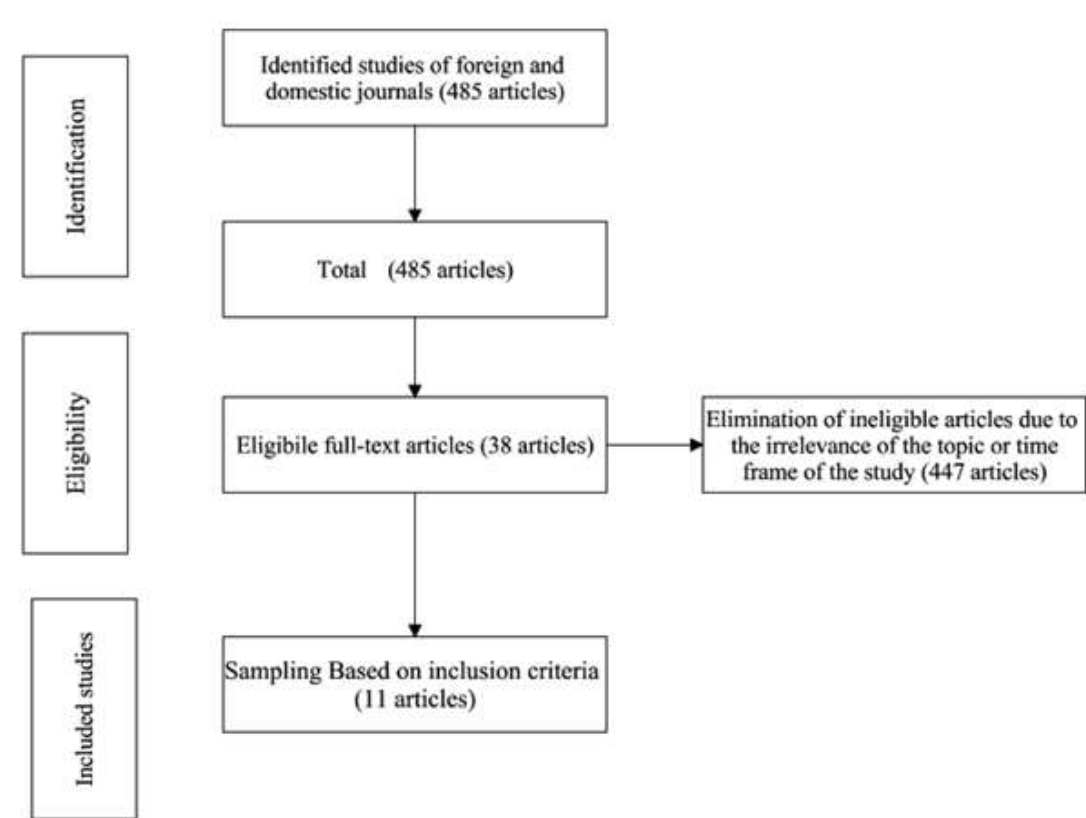 Identification
Identified studies of foreign and
domestic journals (485 articles)
Total (485 articles)
Eligibility
Eligibile full-text articles (38 articles)
Elimination of ineligible articles due to
the irrelevance of the topic or time
frame of the study (447 articles)
Included studies
Sampling Based on inclusion criteria
(11 articles)